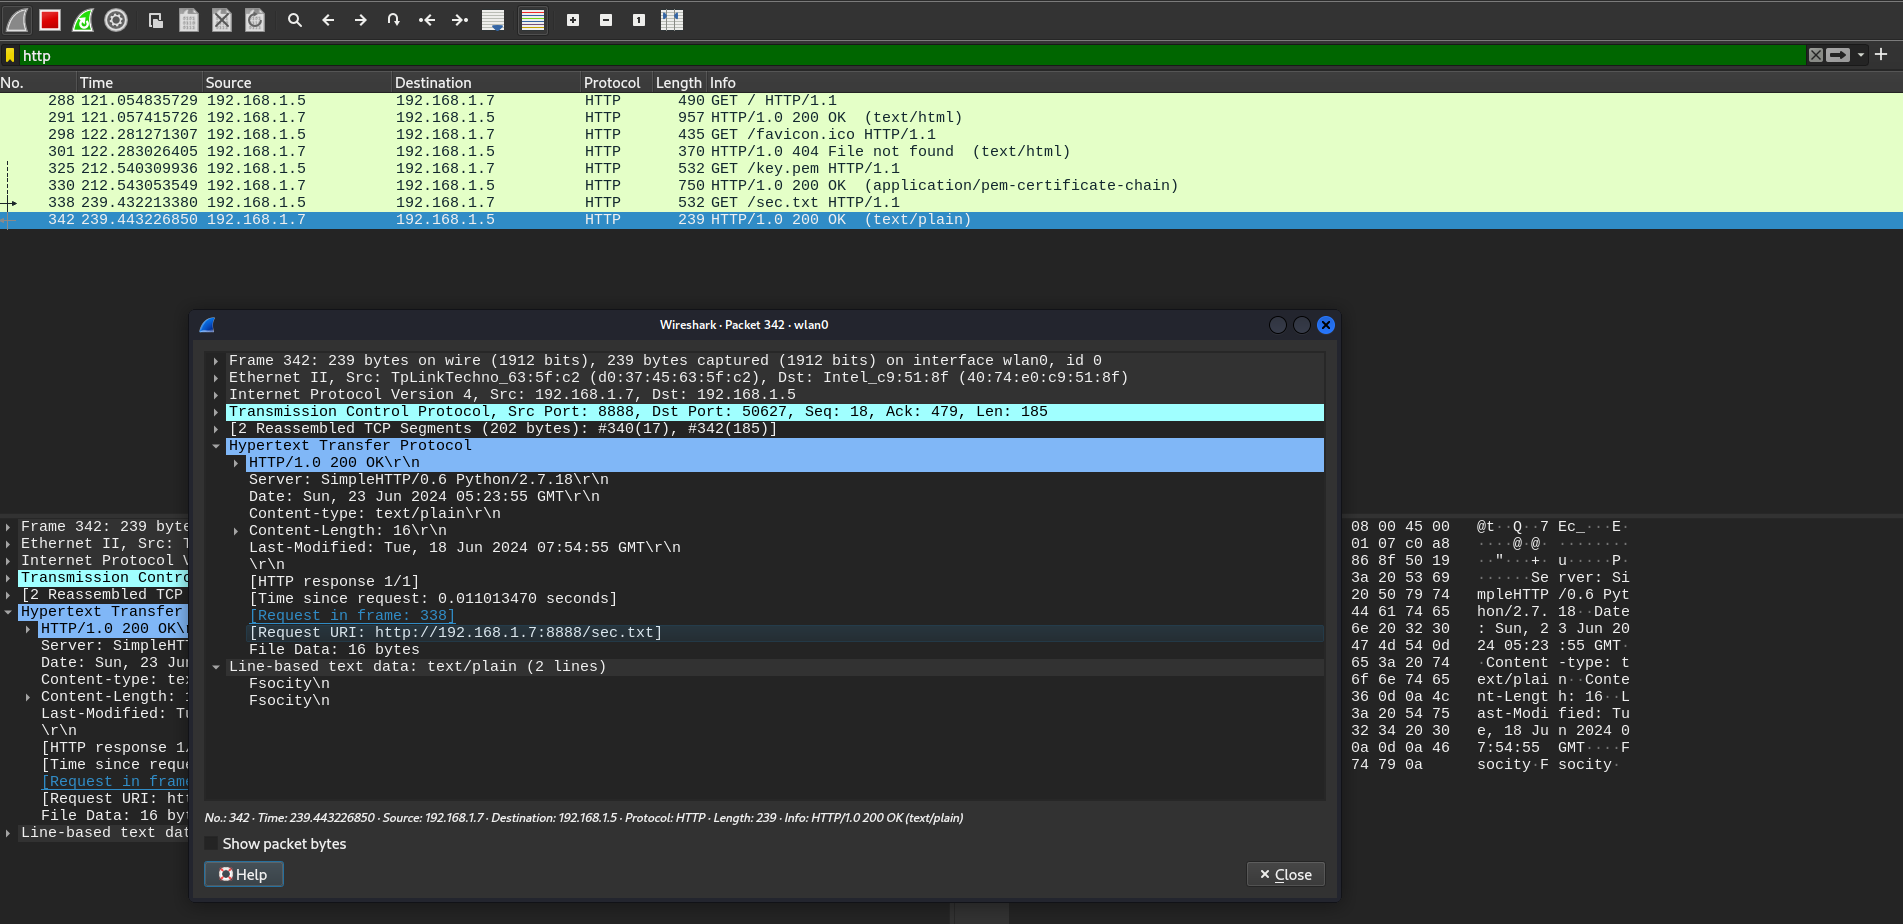 http
No. Time Source Destination Protocol Length Info
288 121.054835729 192.168.1.5 192.168.1.7 HTTP 490 GET / HTTP/1.1
291 121.057415726 192.168.1.7 192.168.1.5 HTTP 957 HTTP/1.0 200 OK (text/html)
298 122.281271307 192.168.1.5 192.168.1.7 HTTP 435 GET /favicon.ico HTTP/1.1
301 122.283026405 192.168.1.7 192.168.1.5 HTTP 370 HTTP/1.0 404 File not found (text/html)
325 212.540309936 192.168.1.5 192.168.1.7 HTTP 532 GET /key.pem HTTP/1.1
330 212.543053549 192.168.1.7 192.168.1.5 HTTP 750 HTTP/1.0 200 OK (application/pem-certificate-chain)
338 239.432213380 192.168.1.5 192.168.1.7 HTTP 532 GET /sec.txt HTTP/1.1
342 239.443226850 192.168.1.7 192.168.1.5 HTTP 239 HTTP/1.0 200 OK (text/plain)
Wireshark · Packet 342 · wlan0
Frame 342: 239 bytes on wire (1912 bits), 239 bytes captured (1912 bits) on interface wlan0, id 0
Ethernet II, Src: TpLinkTechno_63:5f:c2 (d0:37:45:63:5f:c2), Dst: Intel_c9:51:8f (40:74:e0:c9:51:8f)
Internet Protocol Version 4, Src: 192.168.1.7, Dst: 192.168.1.5
Transmission Control Protocol, Src Port: 8888, Dst Port: 50627, Seq: 18, Ack: 479, Len: 185
[2 Reassembled TCP Segments (202 bytes): #340(17), #342(185)]
Hypertext Transfer Protocol
HTTP/1.0 200 OK\r\n
Server: SimpleHTTP/0.6 Python/2.7.18\r\n
Date: Sun, 23 Jun 2024 05:23:55 GMT\r\n
Content-type: text/plain\r\n
Content-Length: 16\r\n
Last-Modified: Tue, 18 Jun 2024 07:54:55 GMT\r\n
\r\n
[HTTP response 1/1]
[Time since request: 0.011013470 seconds]
[Request in frame: 338]
[Request URI: http://192.168.1.7:8888/sec.txt]
File Data: 16 bytes
Line-based text data: text/plain (2 lines)
Fsociety\n
Fsociety\n
No.: 342 · Time: 239.443226850 · Source: 192.168.1.7 · Destination: 192.168.1.5 · Protocol: HTTP · Length: 239 · Info: HTTP/1.0 200 OK (text/plain)
Show packet bytes
Help
Close
Frame 342: 239 byte
Ethernet II, Src: T
Internet Protocol V
Transmission Contro
[2 Reassembled TCP
Hypertext Transfer
HTTP/1.0 200 OK\
Server: SimpleHT
Date: Sun, 23 Ju
Content-type: te
Content-Length:
Last-Modified: Tu
\r\n
[HTTP response 1/
[Time since reque
[Request in fram
[Request URI: ht
File Data: 16 byt
Line-based text dat
08 00 45 00 @t··Q··7 Ec_···E·
01 07 c0 a8 ····@·@· ········
86 8f 50 19 ··"···+· u·····P·
3a 20 53 69 ······Se rver: Si
20 50 79 74 mpleHTTP /0.6 Pyt
44 61 74 65 hon/2.7. 18··Date
6e 20 32 30 : Sun, 2 3 Jun 20
47 4d 54 0d 24 05:23 :55 GMT·
65 3a 20 74 ·Content -type: t
6f 6e 74 65 ext/plai n··Conte
36 0d 0a 4c nt-Lengt h: 16··L
3a 20 54 75 ast-Modi fied: Tu
32 34 20 30 e, 18 Ju n 2024 0
0a 0d 0a 46 7:54:55 GMT····F
74 79 0a socity·F socity·